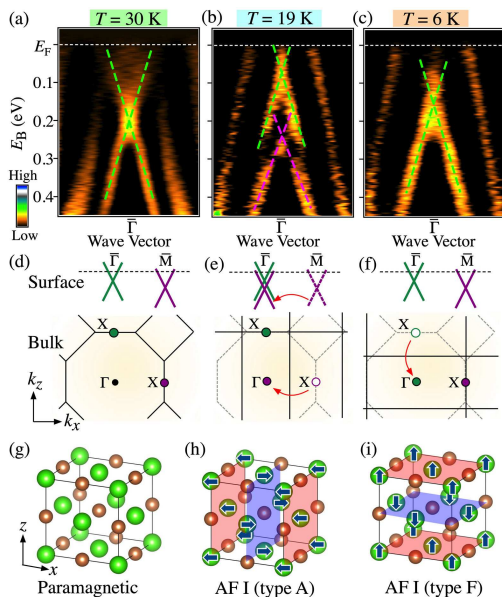 (a) T = 30 K (b) T = 19 K (c) T = 6 K
E_F
0.1
0.2
0.3
0.4
E_B (eV)
High
Low
Γ̄ Γ̄ Γ̄
Wave Vector Wave Vector Wave Vector
(d) Γ̄ M̄ (e) Γ̄ M̄ (f) Γ̄ M̄
Surface
X X X
Bulk
Γ X Γ X Γ X
k_z
k_x
(g) (h) (i)
z
x
Paramagnetic AF I (type A) AF I (type F)